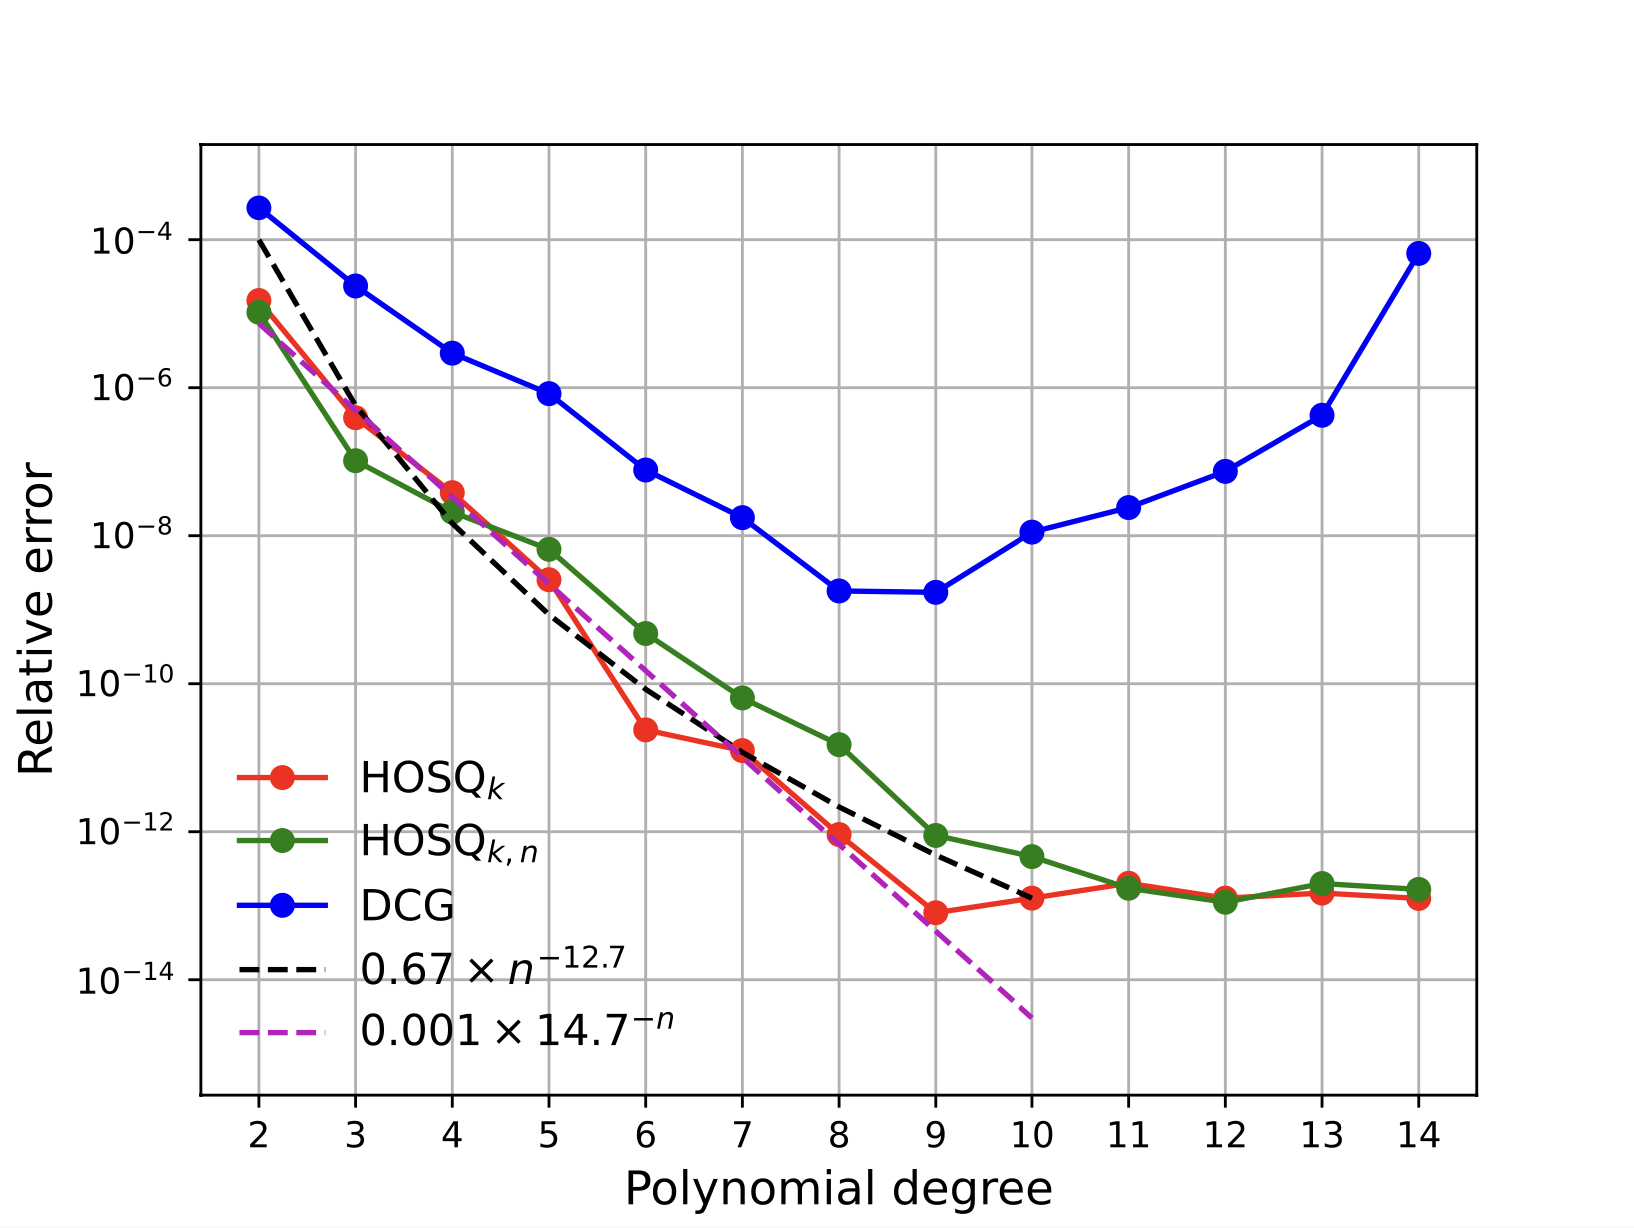 10⁻⁴
10⁻⁶
10⁻⁸
10⁻¹⁰
10⁻¹²
10⁻¹⁴
Relative error
HOSQₖ
HOSQₖ,ₙ
DCG
0.67 × n⁻¹²·⁷
0.001 × 14.7⁻ⁿ
2 3 4 5 6 7 8 9 10 11 12 13 14
Polynomial degree